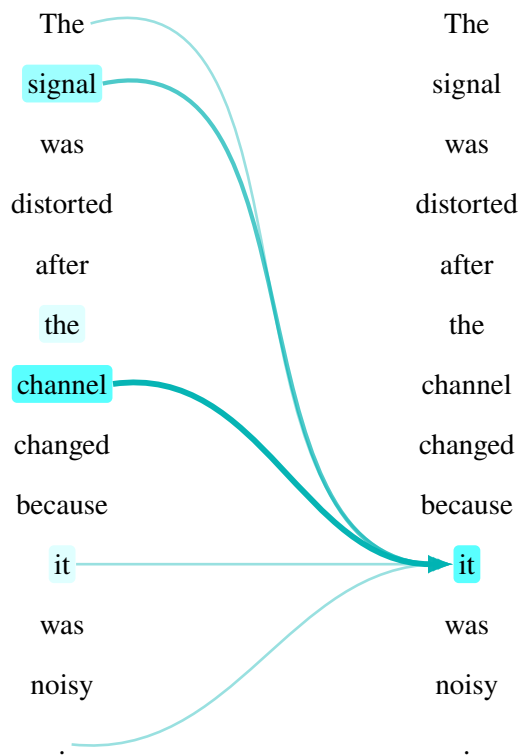 The The
signal signal
was was
distorted distorted
after after
the the
channel channel
changed changed
because because
it it
was was
noisy noisy